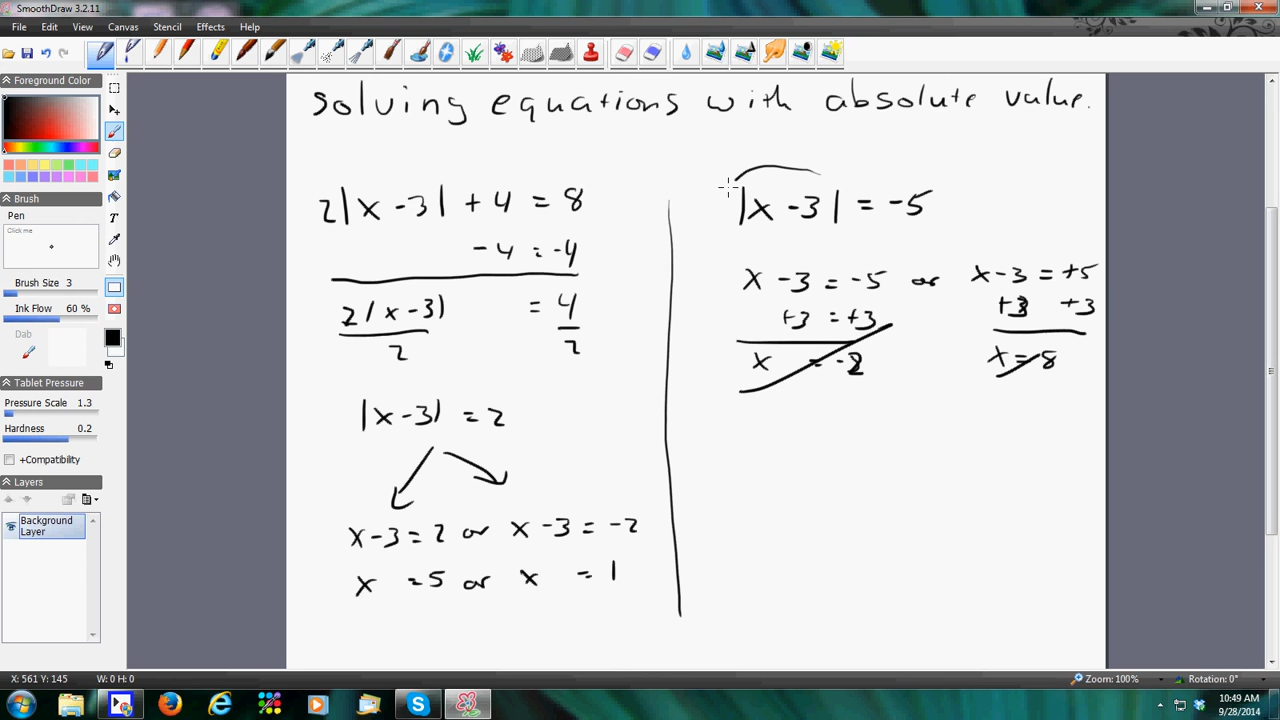 SmoothDraw 3.2.11
File Edit View Canvas Stencil Effects Help
Foreground Color
Brush
Pen
Click me
Brush Size 3
Ink Flow 60 %
Dab
Tablet Pressure
Pressure Scale 1.3
Hardness 0.2
+Compatibility
Layers
Background
Layer
solving equations with absolute value.
2|x -3| + 4 = 8
-4 = -4
2|x -3| = 4
2 2
|x -3| = 2
x -3 = 2 or x -3 = -2
x = 5 or x = 1
|x -3| = -5
x -3 = -5 or x -3 = +5
+3 = +3 +3 +3
x = -2 x = 8
X: 561 Y: 145 W: 0 H: 0 Zoom: 100% Rotation: 0°
10:49 AM
9/28/2014